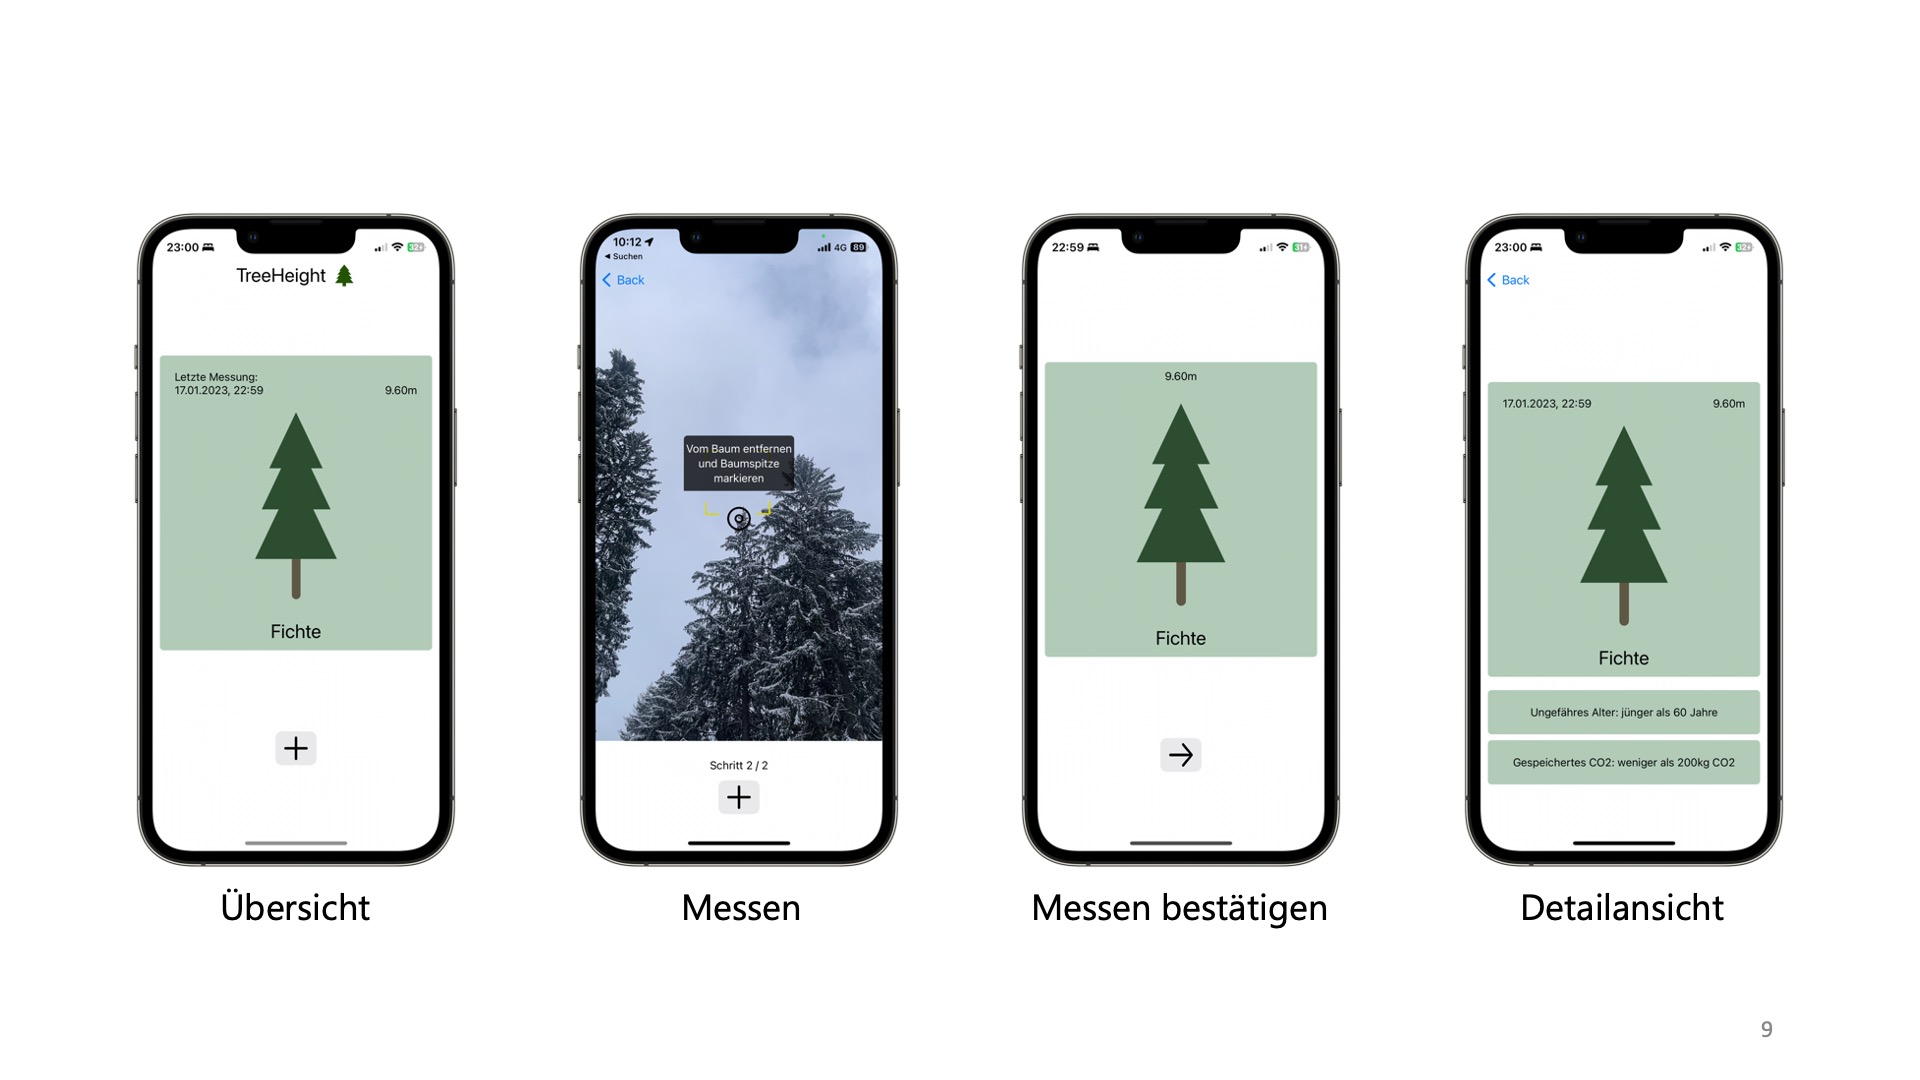 23:00
32+
TreeHeight
Letzte Messung:
17.01.2023, 22:59
9.60m
Fichte
Übersicht
10:12
4G
89
Suchen
Back
Vom Baum entfernen
und Baumspitze
markieren
Schritt 2 / 2
Messen
22:59
31+
9.60m
Fichte
Messen bestätigen
23:00
32+
Back
17.01.2023, 22:59
9.60m
Fichte
Ungefähres Alter: jünger als 60 Jahre
Gespeichertes CO2: weniger als 200kg CO2
Detailansicht
9